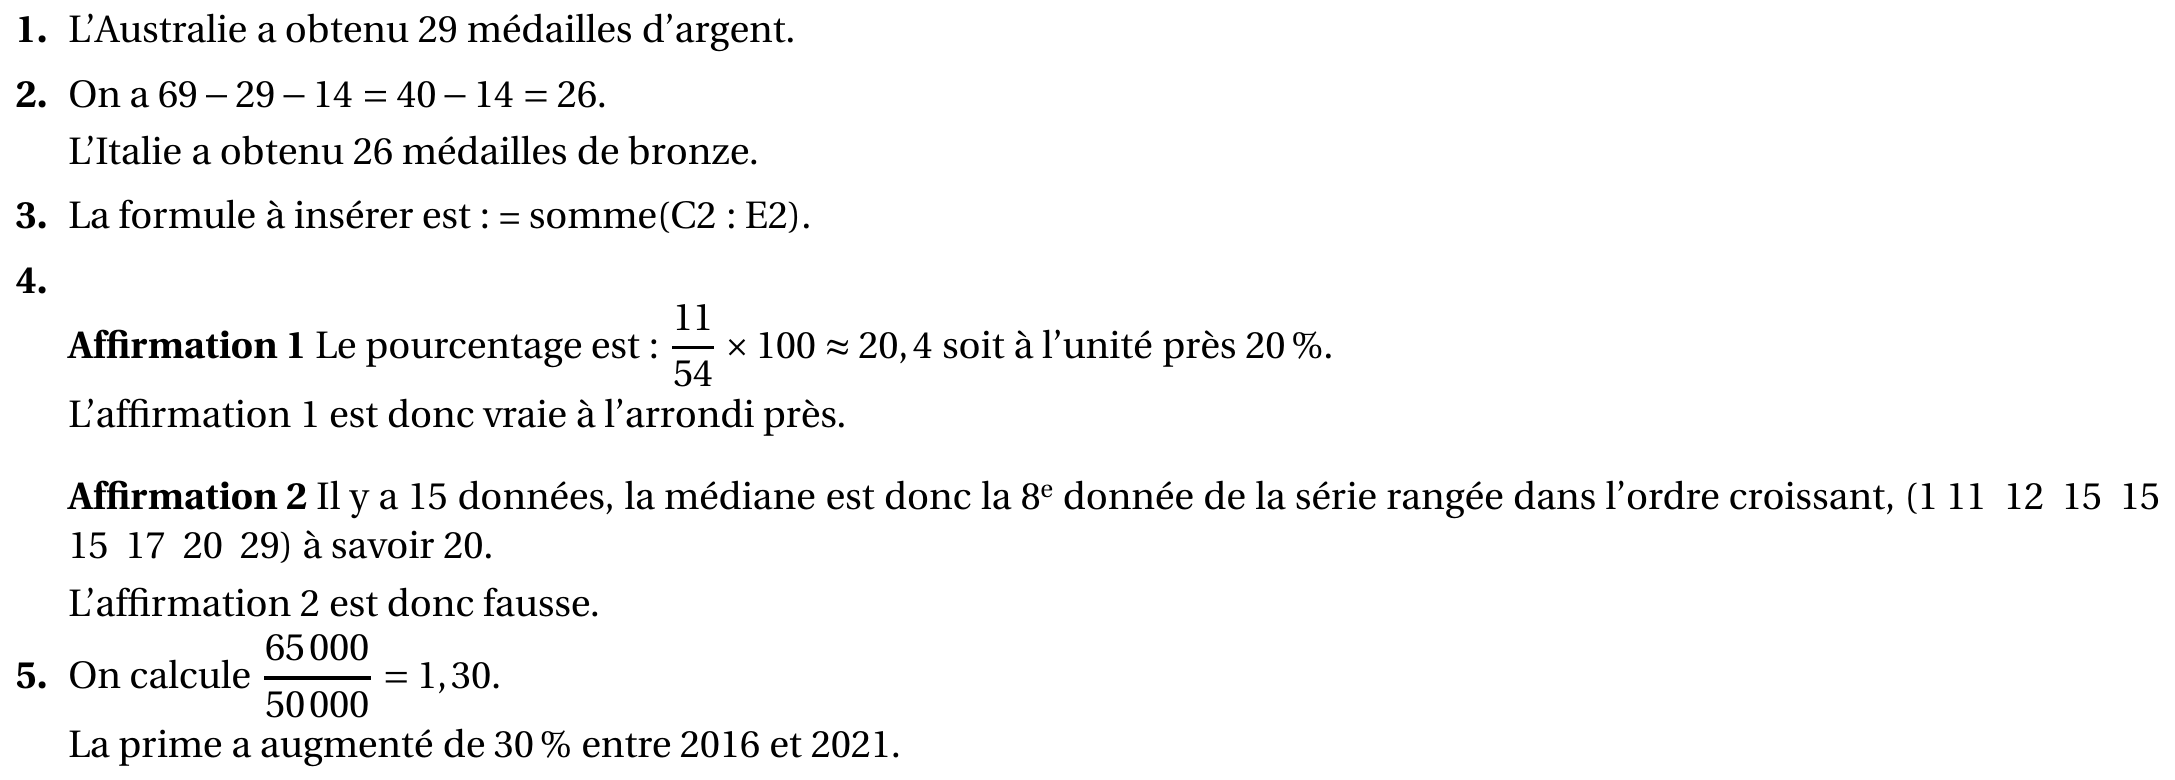 1. L’Australie a obtenu 29 médailles d’argent.
2. On a 69 − 29 − 14 = 40 − 14 = 26.
L’Italie a obtenu 26 médailles de bronze.
3. La formule à insérer est : = somme(C2 : E2).
4.
Affirmation 1 Le pourcentage est : 11/54 × 100 ≈ 20,4 soit à l’unité près 20 %.
L’affirmation 1 est donc vraie à l’arrondi près.
Affirmation 2 Il y a 15 données, la médiane est donc la 8e donnée de la série rangée dans l’ordre croissant, (1 11 12 15 15
15 17 20 29) à savoir 20.
L’affirmation 2 est donc fausse.
5. On calcule 65 000/50 000 = 1,30.
La prime a augmenté de 30 % entre 2016 et 2021.